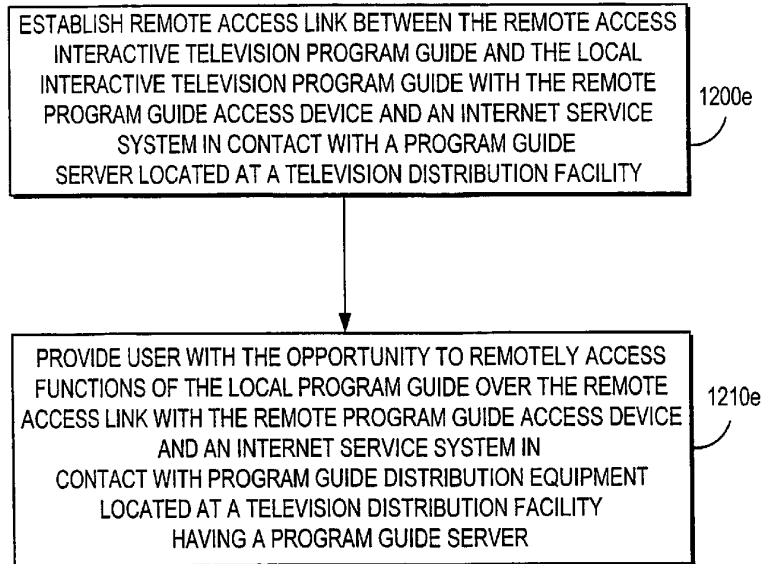 ESTABLISH REMOTE ACCESS LINK BETWEEN THE REMOTE ACCESS
INTERACTIVE TELEVISION PROGRAM GUIDE AND THE LOCAL
INTERACTIVE TELEVISION PROGRAM GUIDE WITH THE REMOTE
PROGRAM GUIDE ACCESS DEVICE AND AN INTERNET SERVICE
SYSTEM IN CONTACT WITH A PROGRAM GUIDE
SERVER LOCATED AT A TELEVISION DISTRIBUTION FACILITY
1200e
PROVIDE USER WITH THE OPPORTUNITY TO REMOTELY ACCESS
FUNCTIONS OF THE LOCAL PROGRAM GUIDE OVER THE REMOTE
ACCESS LINK WITH THE REMOTE PROGRAM GUIDE ACCESS DEVICE
AND AN INTERNET SERVICE SYSTEM IN
CONTACT WITH PROGRAM GUIDE DISTRIBUTION EQUIPMENT
LOCATED AT A TELEVISION DISTRIBUTION FACILITY
HAVING A PROGRAM GUIDE SERVER
1210e